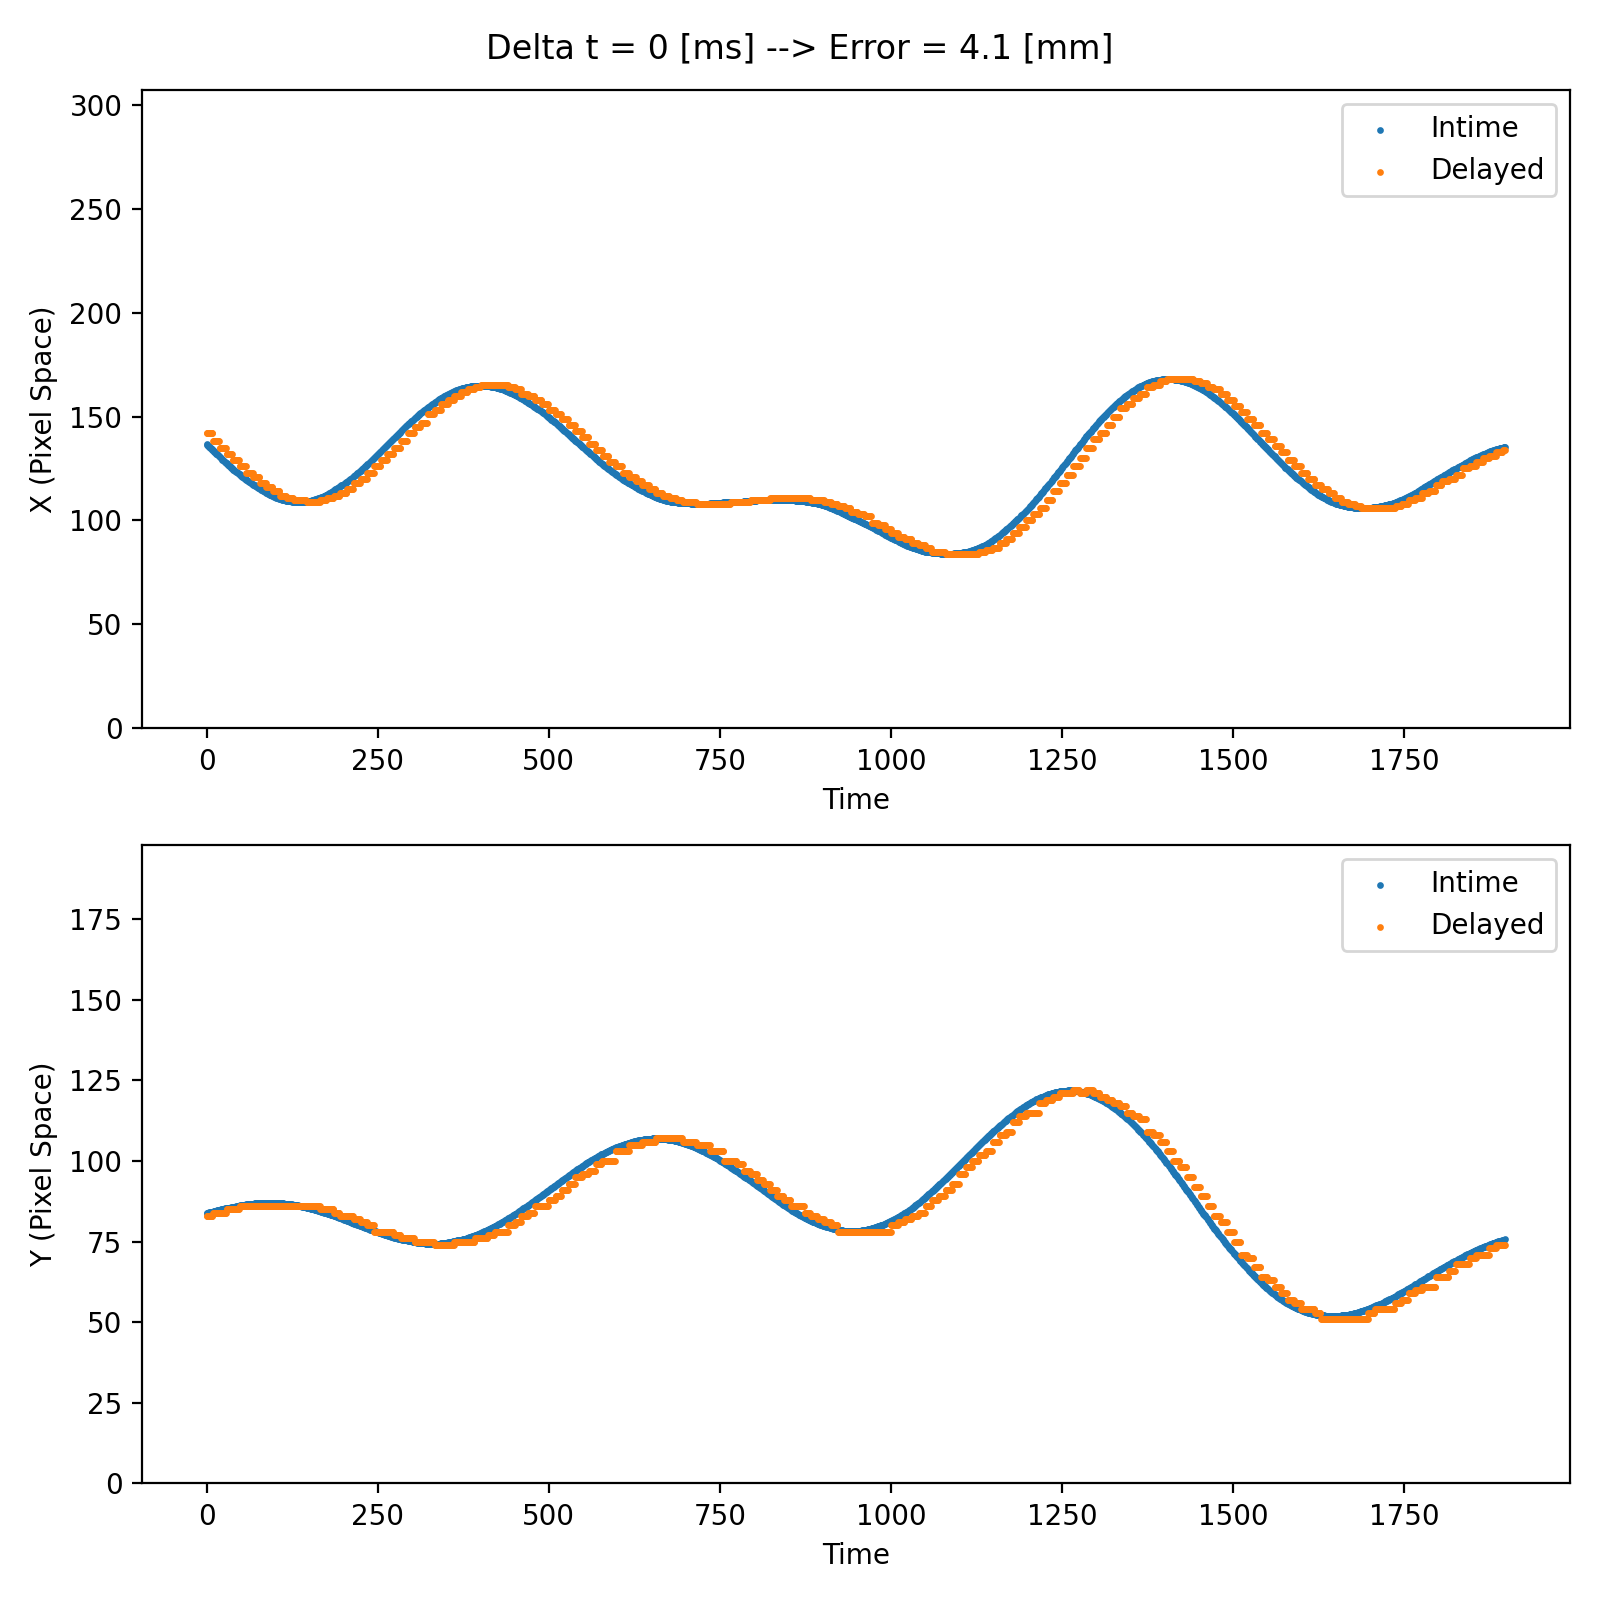 Delta t = 0 [ms] --> Error = 4.1 [mm]
300
250
200
150
100
50
0
X (Pixel Space)
Intime
Delayed
0 250 500 750 1000 1250 1500 1750
Time
175
150
125
100
75
50
25
0
Y (Pixel Space)
Intime
Delayed
0 250 500 750 1000 1250 1500 1750
Time